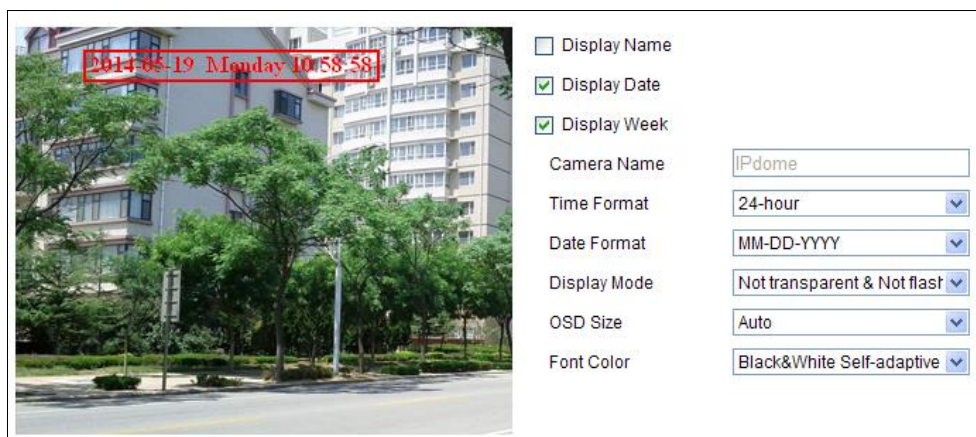 2014-05-19 Monday 10:58:58
Display Name
Display Date
Display Week
Camera Name IPdome
Time Format 24-hour
Date Format MM-DD-YYYY
Display Mode Not transparent & Not flash
OSD Size Auto
Font Color Black&White Self-adaptive